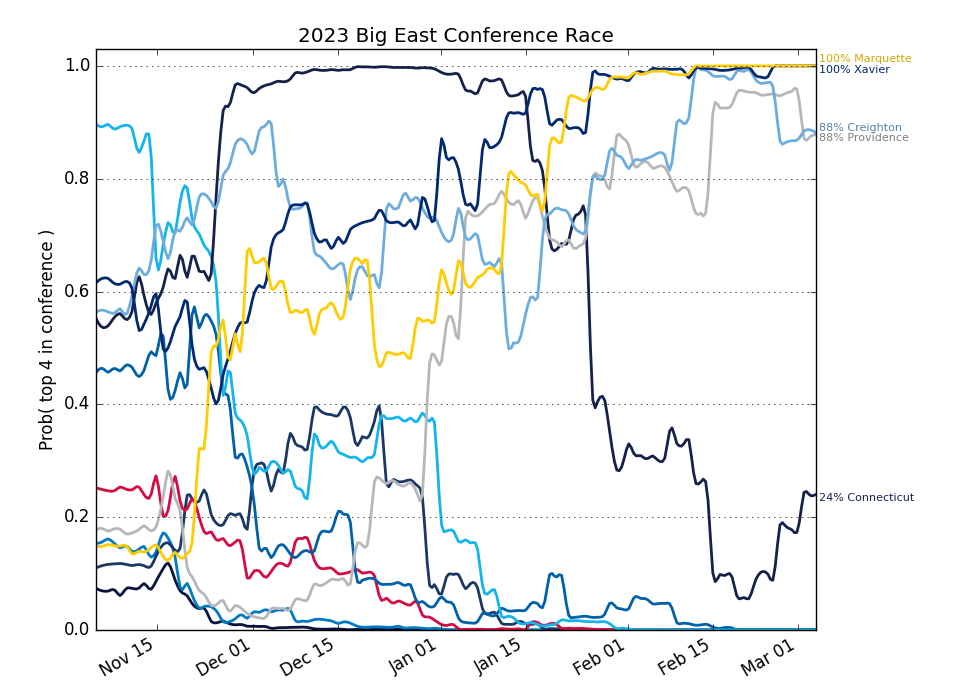 2023 Big East Conference Race
Prob( top 4 in conference )
1.0
0.8
0.6
0.4
0.2
0.0
100% Marquette
100% Xavier
88% Creighton
88% Providence
24% Connecticut
Nov 15
Dec 01
Dec 15
Jan 01
Jan 15
Feb 01
Feb 15
Mar 01